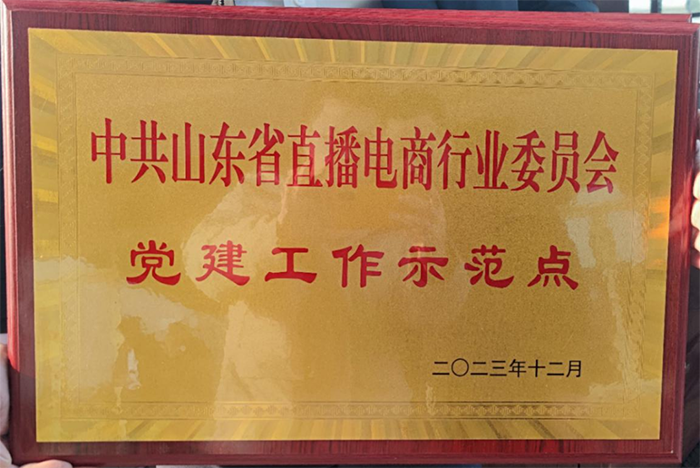 中共山东省直播电商行业委员会
党建工作示范点
二〇二三年十二月